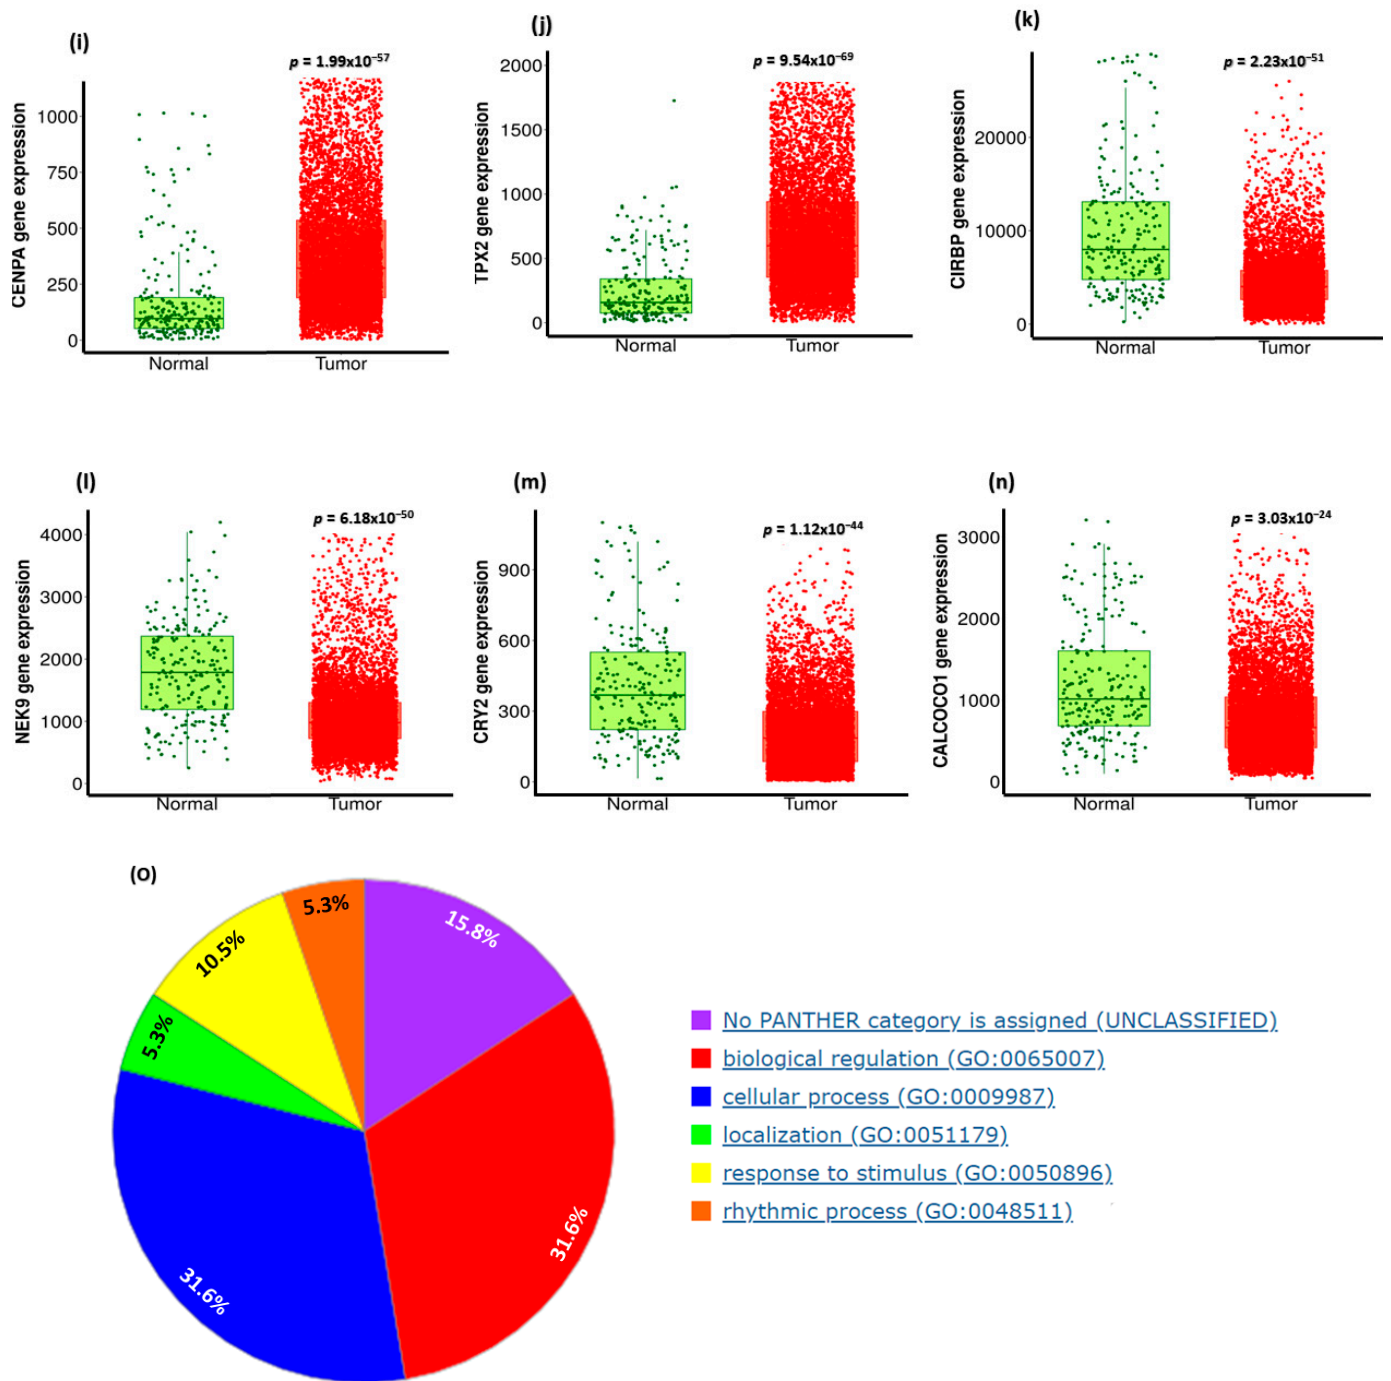 (i)
(j)
(k)
p = 1.99x10⁻⁵⁷
p = 9.54x10⁻⁶⁹
p = 2.23x10⁻⁵¹
CENPA gene expression
1000
750
500
250
0
Normal
Tumor
TPX2 gene expression
2000
1500
1000
500
0
Normal
Tumor
CIRBP gene expression
20000
10000
0
Normal
Tumor
(l)
(m)
(n)
p = 6.18x10⁻⁵⁰
p = 1.12x10⁻⁴⁴
p = 3.03x10⁻²⁴
NEK9 gene expression
4000
3000
2000
1000
0
Normal
Tumor
CRY2 gene expression
900
600
300
0
Normal
Tumor
CALCOCO1 gene expression
3000
2000
1000
0
Normal
Tumor
(O)
5.3%
15.8%
10.5%
5.3%
31.6%
31.6%
No PANTHER category is assigned (UNCLASSIFIED)
biological regulation (GO:0065007)
cellular process (GO:0009987)
localization (GO:0051179)
response to stimulus (GO:0050896)
rhythmic process (GO:0048511)